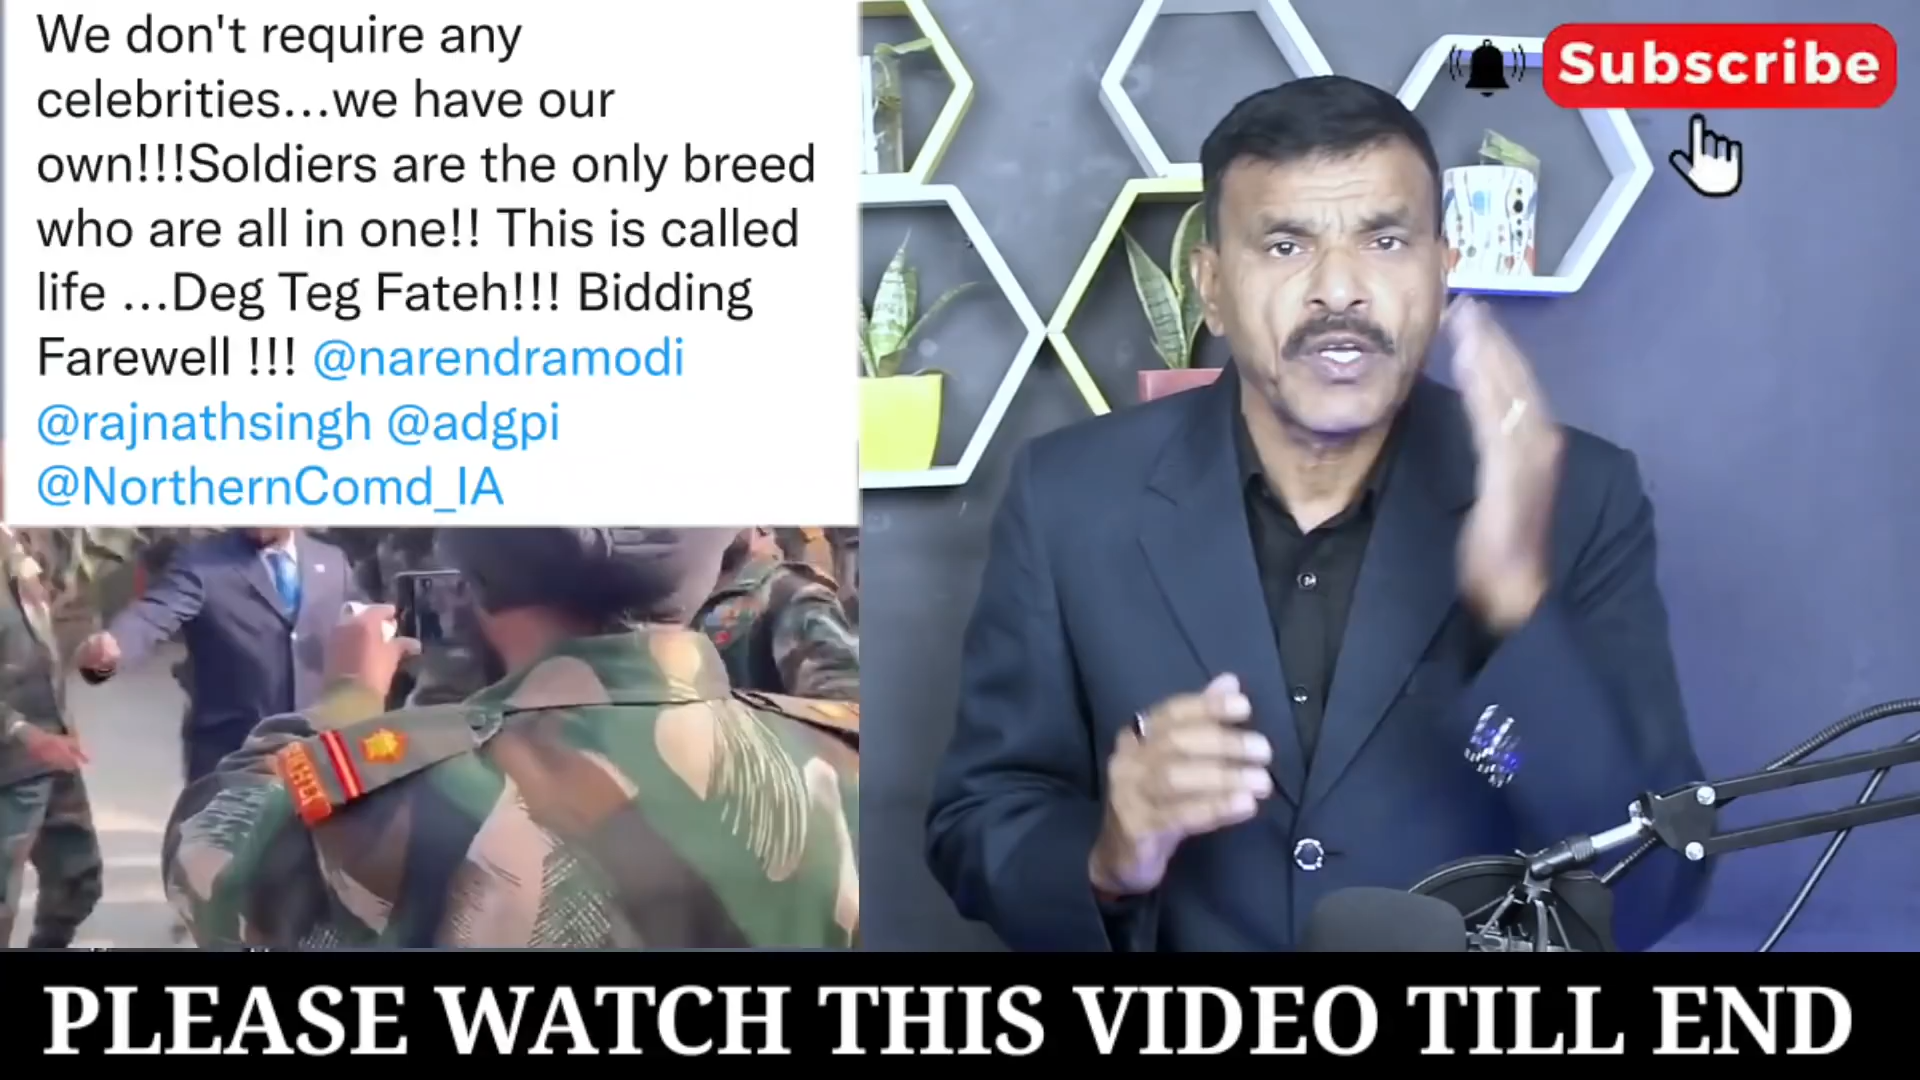 We don't require any
celebrities...we have our
own!!!Soldiers are the only breed
who are all in one!! This is called
life ...Deg Teg Fateh!!! Bidding
Farewell !!! @narendramodi
@rajnathsingh @adgpi
@NorthernComd_IA
Subscribe
PLEASE WATCH THIS VIDEO TILL END